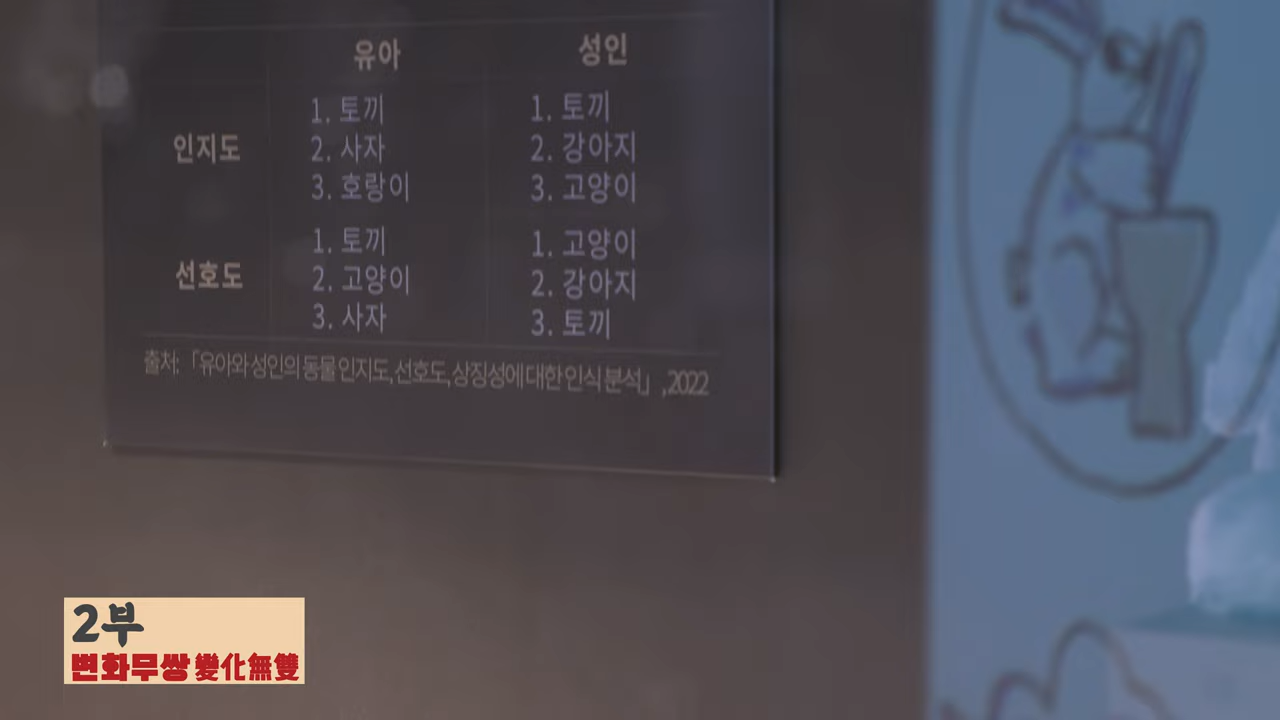 유아 성인
인지도
1. 토끼 1. 토끼
2. 사자 2. 강아지
3. 호랑이 3. 고양이
선호도
1. 토끼 1. 고양이
2. 고양이 2. 강아지
3. 사자 3. 토끼
출처: 「유아와 성인의 동물 인지도, 선호도, 상징성에 대한 인식 분석」, 2022
2부
변화무쌍 變化無雙